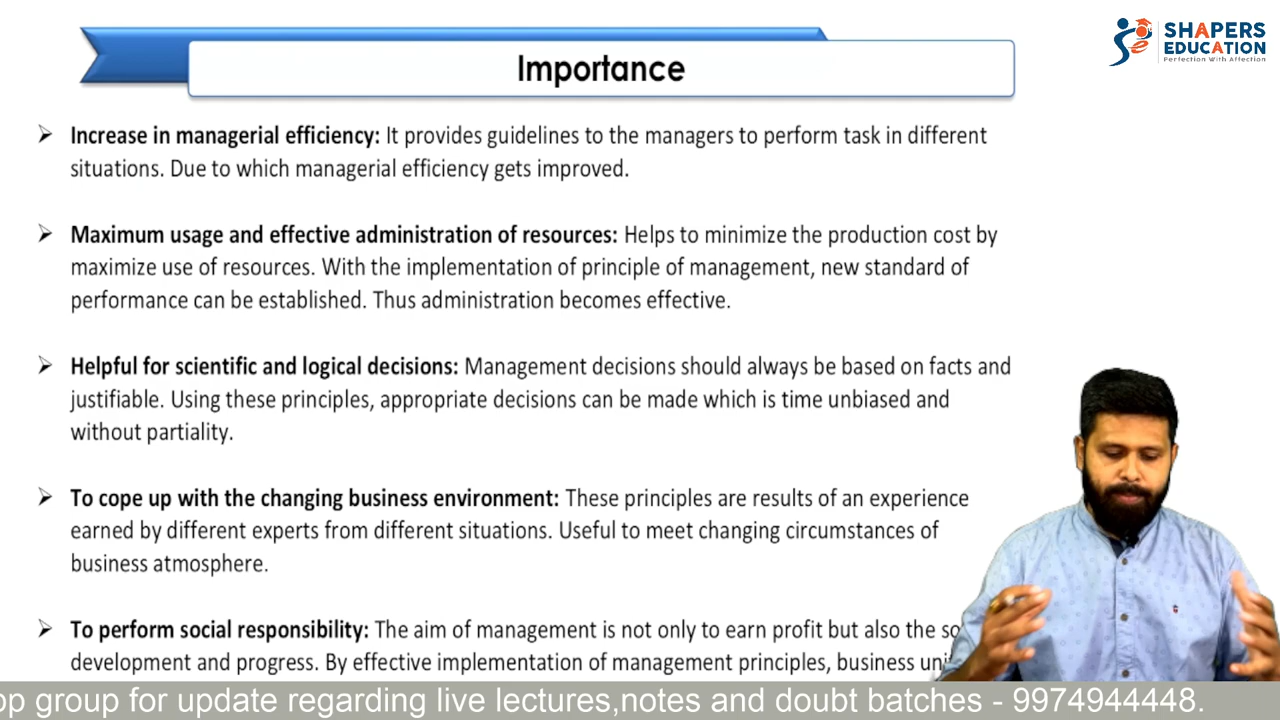 SHAPERS
EDUCATION
Perfection With Affection
Importance
➢ Increase in managerial efficiency: It provides guidelines to the managers to perform task in different
situations. Due to which managerial efficiency gets improved.
➢ Maximum usage and effective administration of resources: Helps to minimize the production cost by
maximize use of resources. With the implementation of principle of management, new standard of
performance can be established. Thus administration becomes effective.
➢ Helpful for scientific and logical decisions: Management decisions should always be based on facts and
justifiable. Using these principles, appropriate decisions can be made which is time unbiased and
without partiality.
➢ To cope up with the changing business environment: These principles are results of an experience
earned by different experts from different situations. Useful to meet changing circumstances of
business atmosphere.
➢ To perform social responsibility: The aim of management is not only to earn profit but also the
development and progress. By effective implementation of management principles, business
group for update regarding live lectures,notes and doubt batches - 9974944448.